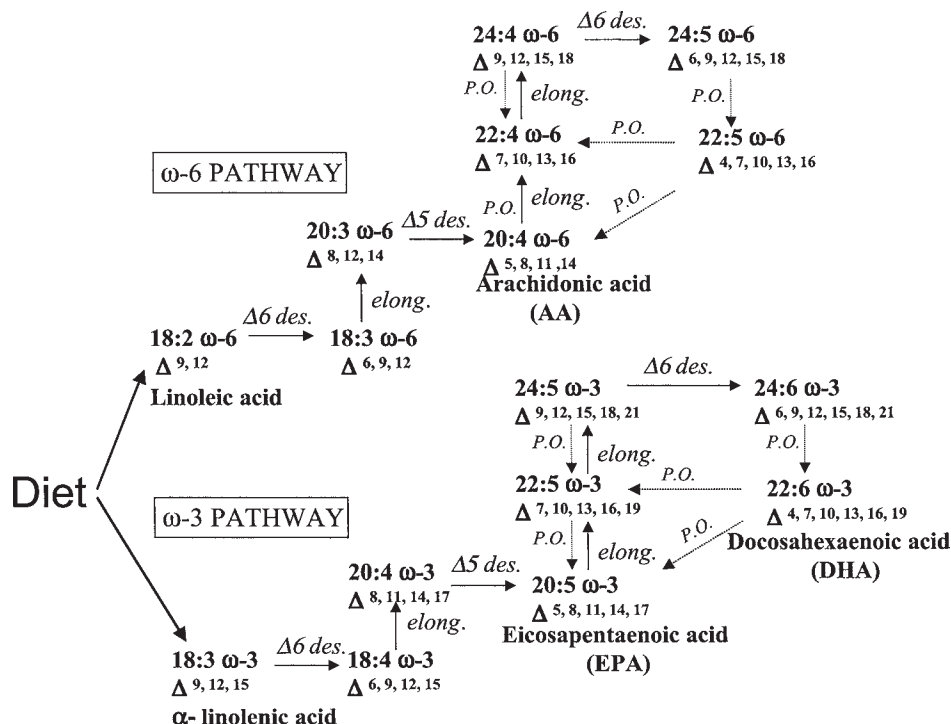 24:4 ω-6 Δ6 des. 24:5 ω-6
Δ 9, 12, 15, 18 Δ 6, 9, 12, 15, 18
P.O. elong. P.O.
22:4 ω-6 P.O. 22:5 ω-6
Δ 7, 10, 13, 16 Δ 4, 7, 10, 13, 16
ω-6 PATHWAY
P.O. elong. P.O.
20:3 ω-6 Δ5 des. 20:4 ω-6
Δ 8, 12, 14 Δ 5, 8, 11 ,14
Arachidonic acid
(AA)
elong.
18:2 ω-6 Δ6 des. 18:3 ω-6
Δ 9, 12 Δ 6, 9, 12
Linoleic acid
24:5 ω-3 Δ6 des. 24:6 ω-3
Δ 9, 12, 15, 18, 21 Δ 6, 9, 12, 15, 18, 21
P.O. elong. P.O.
Diet
22:5 ω-3 P.O. 22:6 ω-3
Δ 7, 10, 13, 16, 19 Δ 4, 7, 10, 13, 16, 19
Docosahexaenoic acid
(DHA)
ω-3 PATHWAY
P.O. elong. P.O.
20:4 ω-3 Δ5 des. 20:5 ω-3
Δ 8, 11, 14, 17 Δ 5, 8, 11, 14, 17
Eicosapentaenoic acid
(EPA)
elong.
18:3 ω-3 Δ6 des. 18:4 ω-3
Δ 9, 12, 15 Δ 6, 9, 12, 15
α- linolenic acid